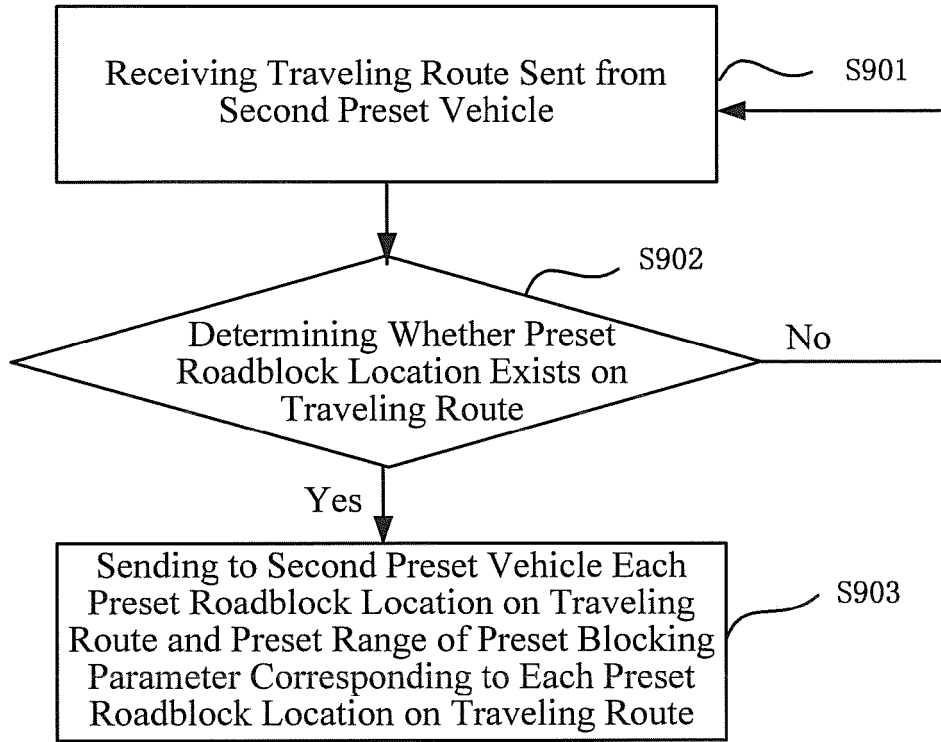 Receiving Traveling Route Sent from
Second Preset Vehicle
S901
Determining Whether Preset
Roadblock Location Exists on
Traveling Route
S902
No
Yes
Sending to Second Preset Vehicle Each
Preset Roadblock Location on Traveling
Route and Preset Range of Preset Blocking
Parameter Corresponding to Each Preset
Roadblock Location on Traveling Route
S903